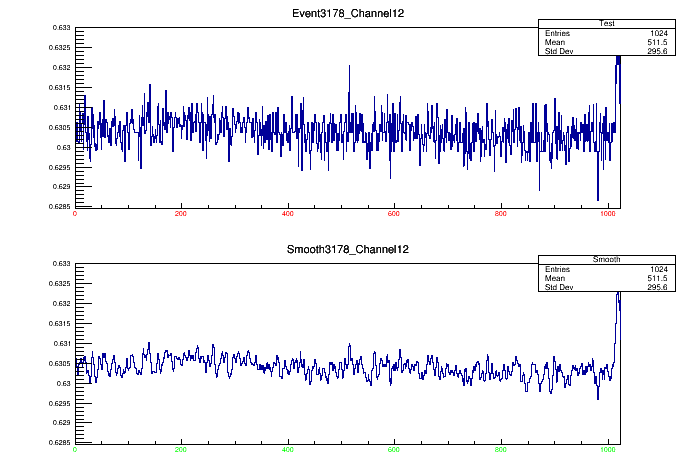 Event3178_Channel12
Test
Entries 1024
Mean 511.5
Std Dev 295.6
0.633
0.6325
0.632
0.6315
0.631
0.6305
0.63
0.6295
0.629
0.6285
0 200 400 600 800 1000
Smooth3178_Channel12
Smooth
Entries 1024
Mean 511.5
Std Dev 295.6
0.633
0.6325
0.632
0.6315
0.631
0.6305
0.63
0.6295
0.629
0.6285
0 200 400 600 800 1000